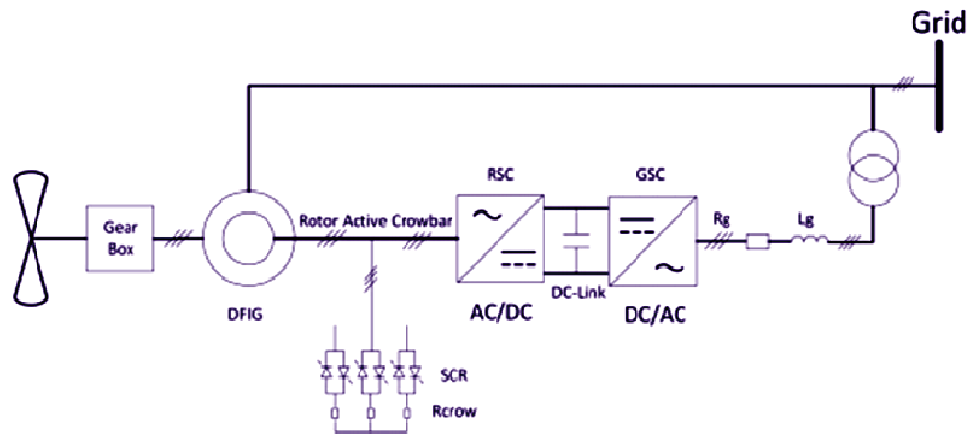 Grid
RSC
GSC
Gear
Box
Rotor Active Crowbar
Rg
Lg
DC-Link
DFIG
AC/DC
DC/AC
SCR
Rcrow